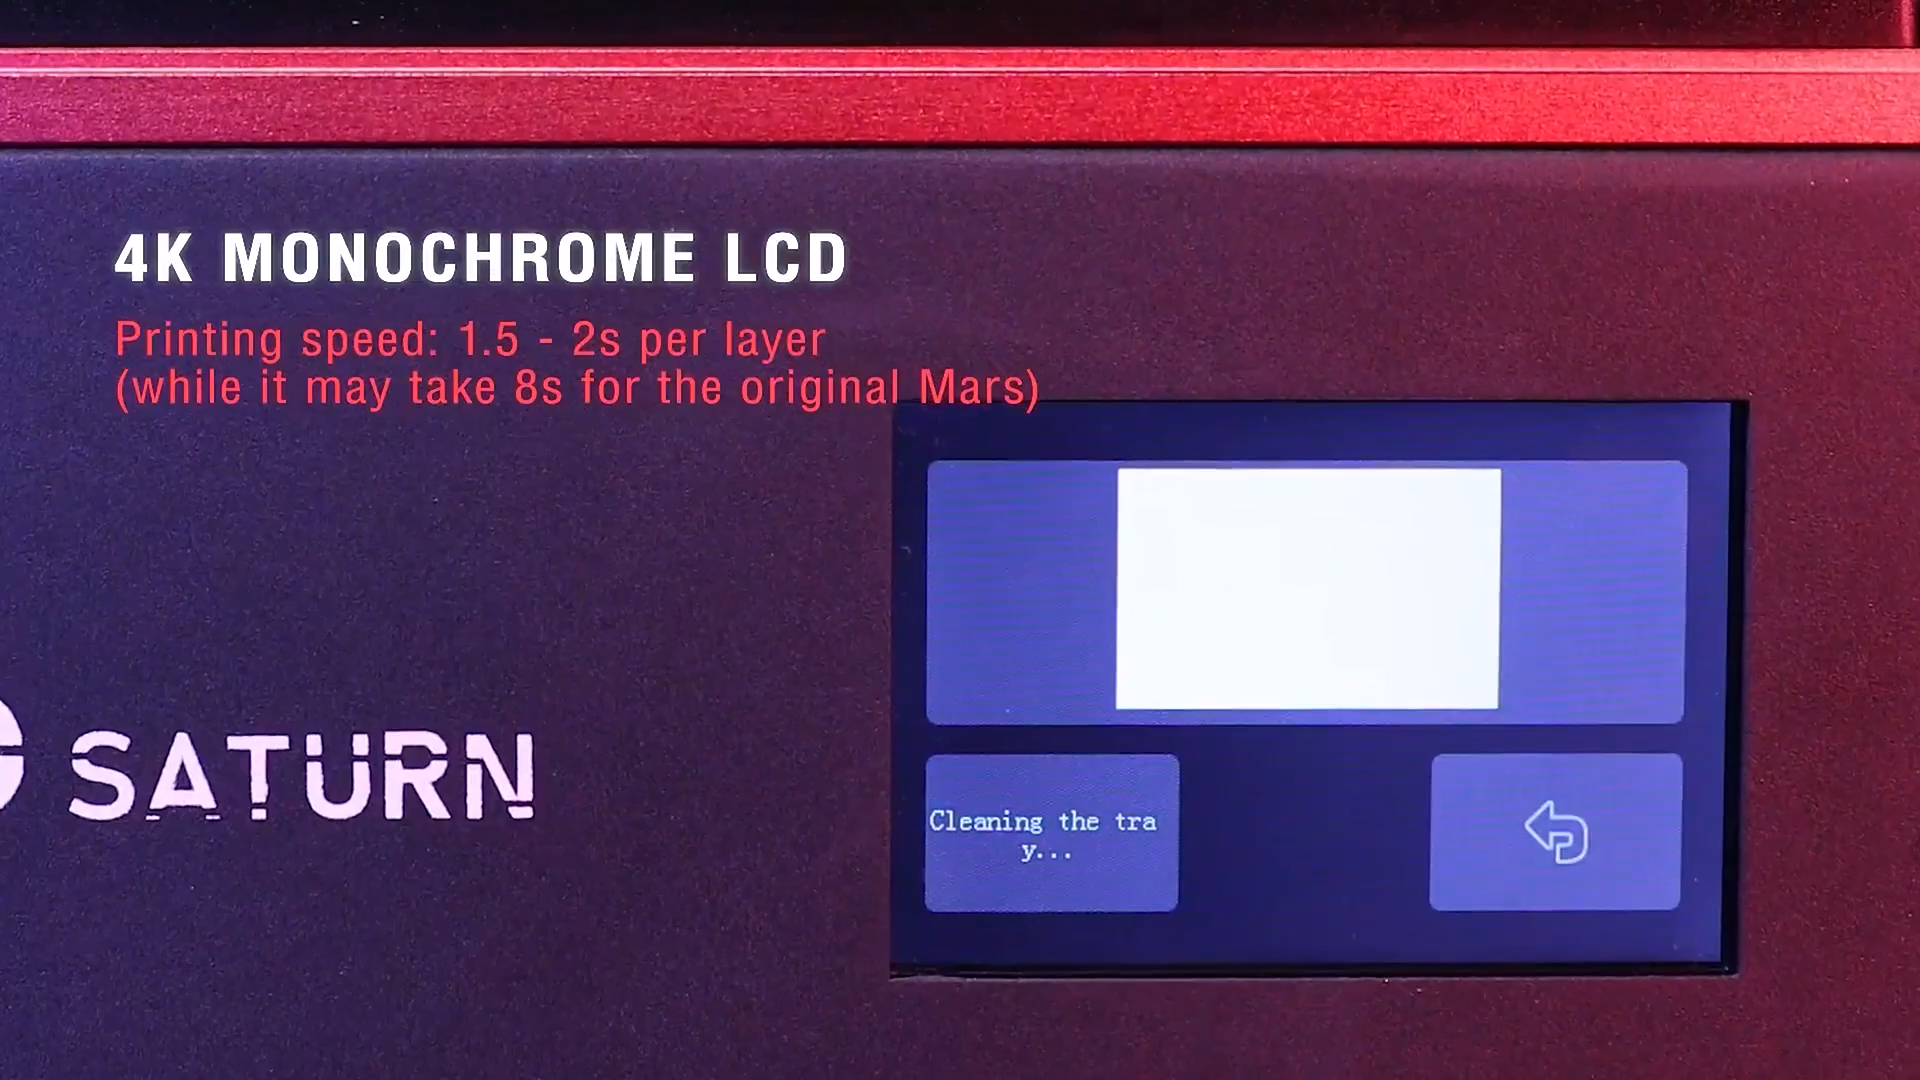 4K MONOCHROME LCD
Printing speed: 1.5 - 2s per layer
(while it may take 8s for the original Mars)
SATURN
Cleaning the tra
y...